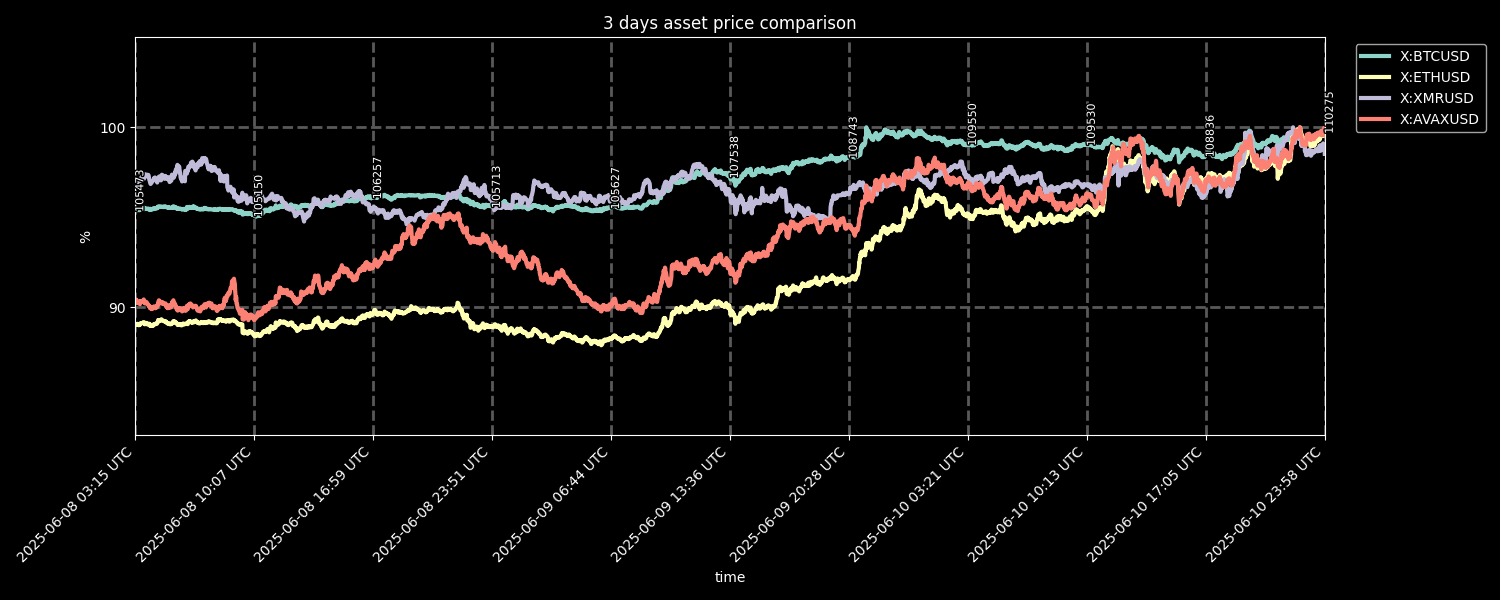 3 days asset price comparison
X:BTCUSD
X:ETHUSD
X:XMRUSD
X:AVAXUSD
100
90
%
105473
105150
106257
105713
105627
107538
108743
109550
109530
108836
110275
2025-06-08 03:15 UTC
2025-06-08 10:07 UTC
2025-06-08 16:59 UTC
2025-06-08 23:51 UTC
2025-06-09 06:44 UTC
2025-06-09 13:36 UTC
2025-06-09 20:28 UTC
2025-06-10 03:21 UTC
2025-06-10 10:13 UTC
2025-06-10 17:05 UTC
2025-06-10 23:58 UTC
time